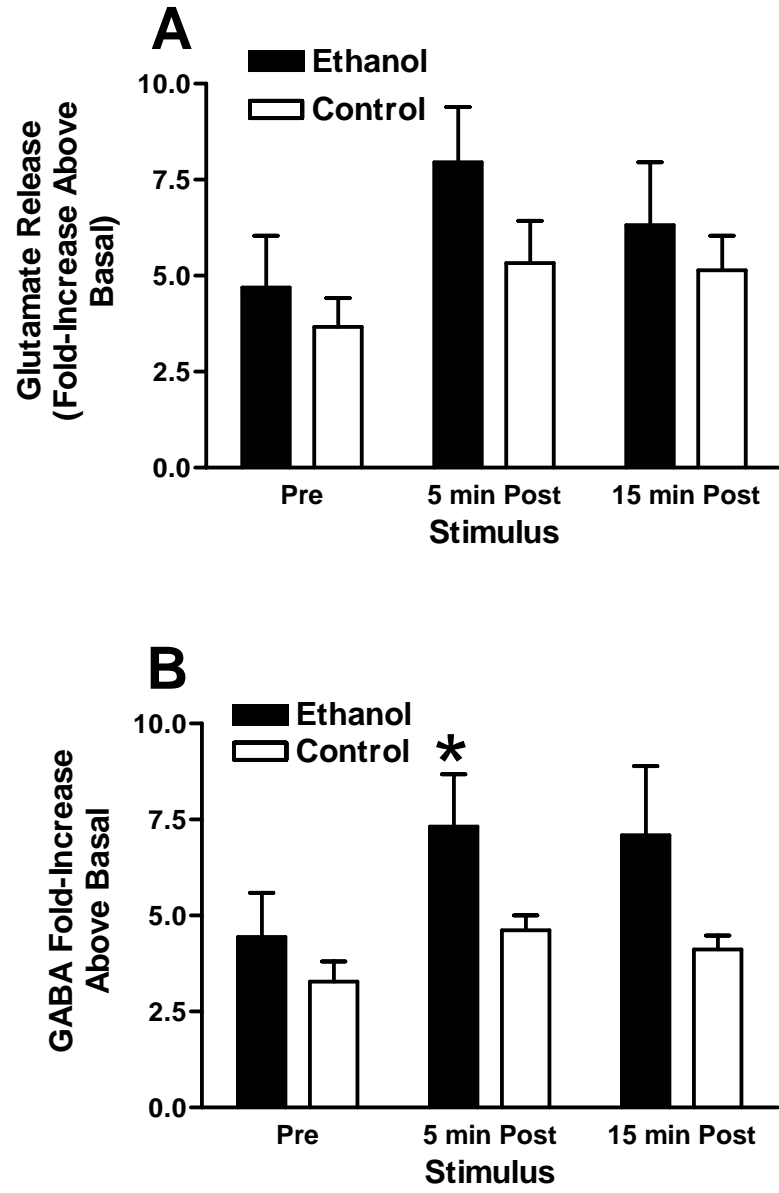 A
Ethanol
Control
Glutamate Release
(Fold-Increase Above
Basal)
10.0
7.5
5.0
2.5
0.0
Pre
5 min Post
15 min Post
Stimulus
B
Ethanol
Control
*
GABA Fold-Increase
Above Basal
10.0
7.5
5.0
2.5
0.0
Pre
5 min Post
15 min Post
Stimulus